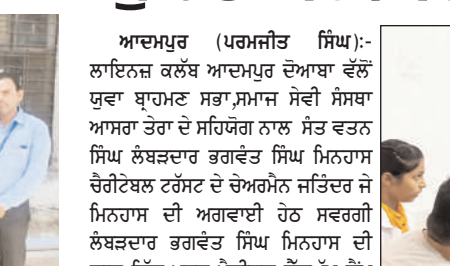 ਆਦਮਪੁਰ (ਪਰਮਜੀਤ ਸਿੰਘ):-
ਲਾਇਨਜ਼ ਕਲੱਬ ਆਦਮਪੁਰ ਦੋਆਬਾ ਵੱਲੋਂ
ਯੁਵਾ ਬ੍ਰਾਹਮਣ ਸਭਾ,ਸਮਾਜ ਸੇਵੀ ਸੰਸਥਾ
ਆਸਰਾ ਤੇਰਾ ਦੇ ਸਹਿਯੋਗ ਨਾਲ ਸੰਤ ਵਤਨ
ਸਿੰਘ ਲੰਬੜਦਾਰ ਭਗਵੰਤ ਸਿੰਘ ਮਿਨਹਾਸ
ਚੈਰੀਟੇਬਲ ਟਰੱਸਟ ਦੇ ਚੇਅਰਮੈਨ ਜਤਿੰਦਰ ਜੇ
ਮਿਨਹਾਸ ਦੀ ਅਗਵਾਈ ਹੇਠ ਸਵਰਗੀ
ਲੰਬੜਦਾਰ ਭਗਵੰਤ ਸਿੰਘ ਮਿਨਹਾਸ ਦੀ